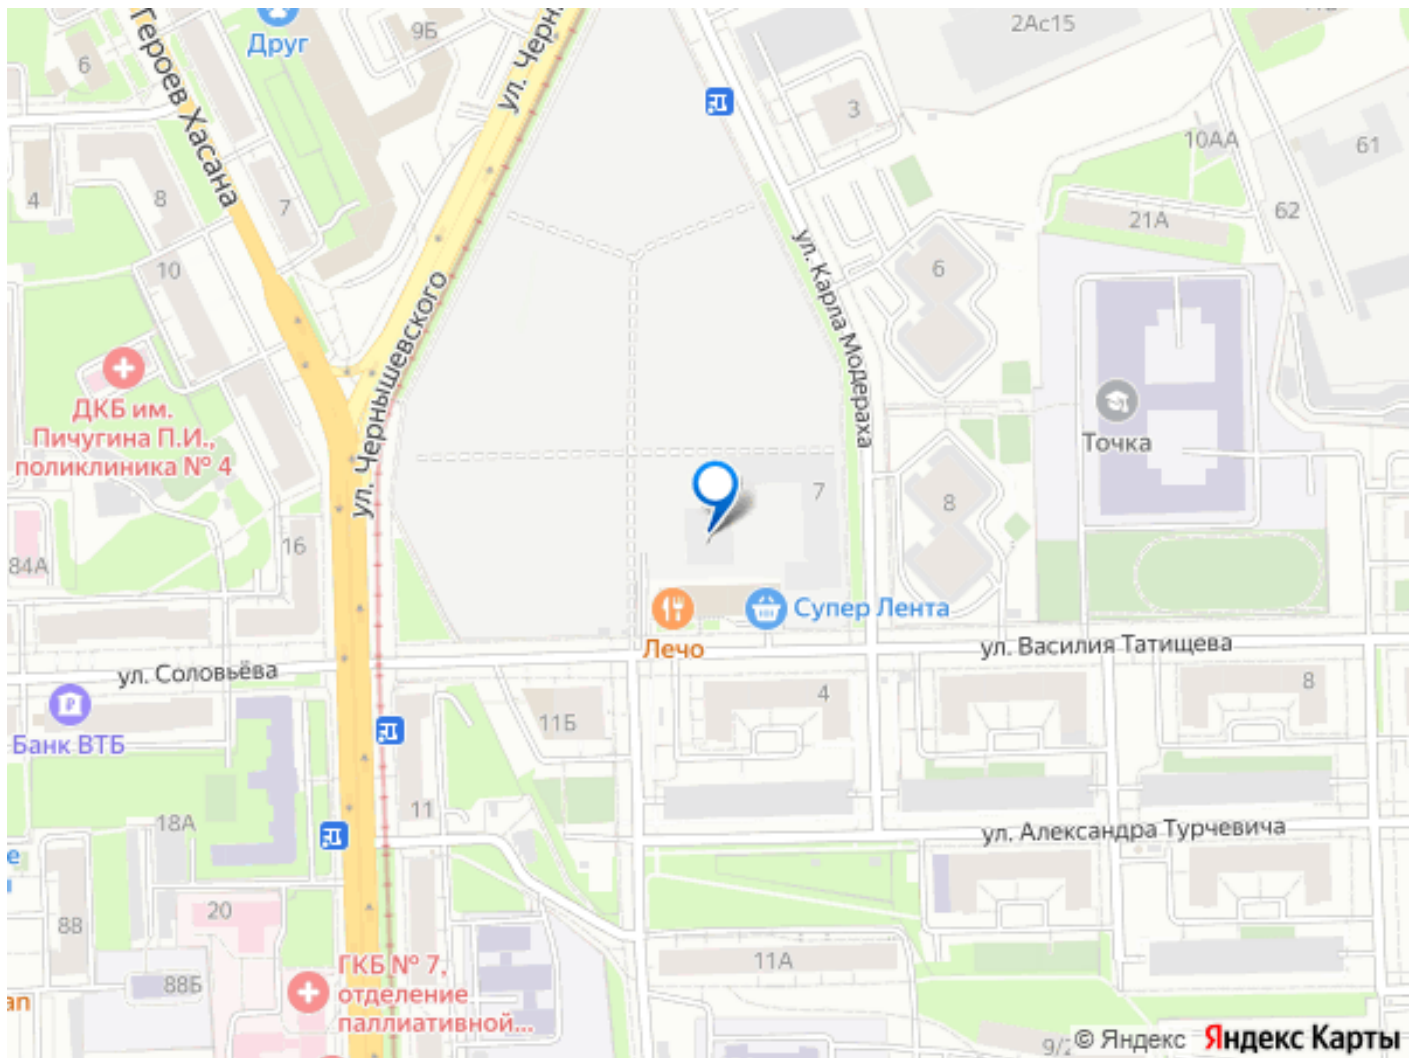 2Ас15
9Б
Друг
6
ул. Черн
Героев Хасана
3
10АА
61
4
8
7
62
21А
10
ул. Карла Модераха
6
ул. Чернышевского
ДКБ им.
Пичугина П.И.,
поликлиника № 4
Точка
7
8
16
84А
Супер Лента
Лечо
ул. Василия Татищева
ул. Соловьёва
4
8
11Б
Банк ВТБ
11
18А
ул. Александра Турчевича
20
88
11А
88Б
ГКБ № 7,
отделение
паллиативной...
© Яндекс Яндекс Карты